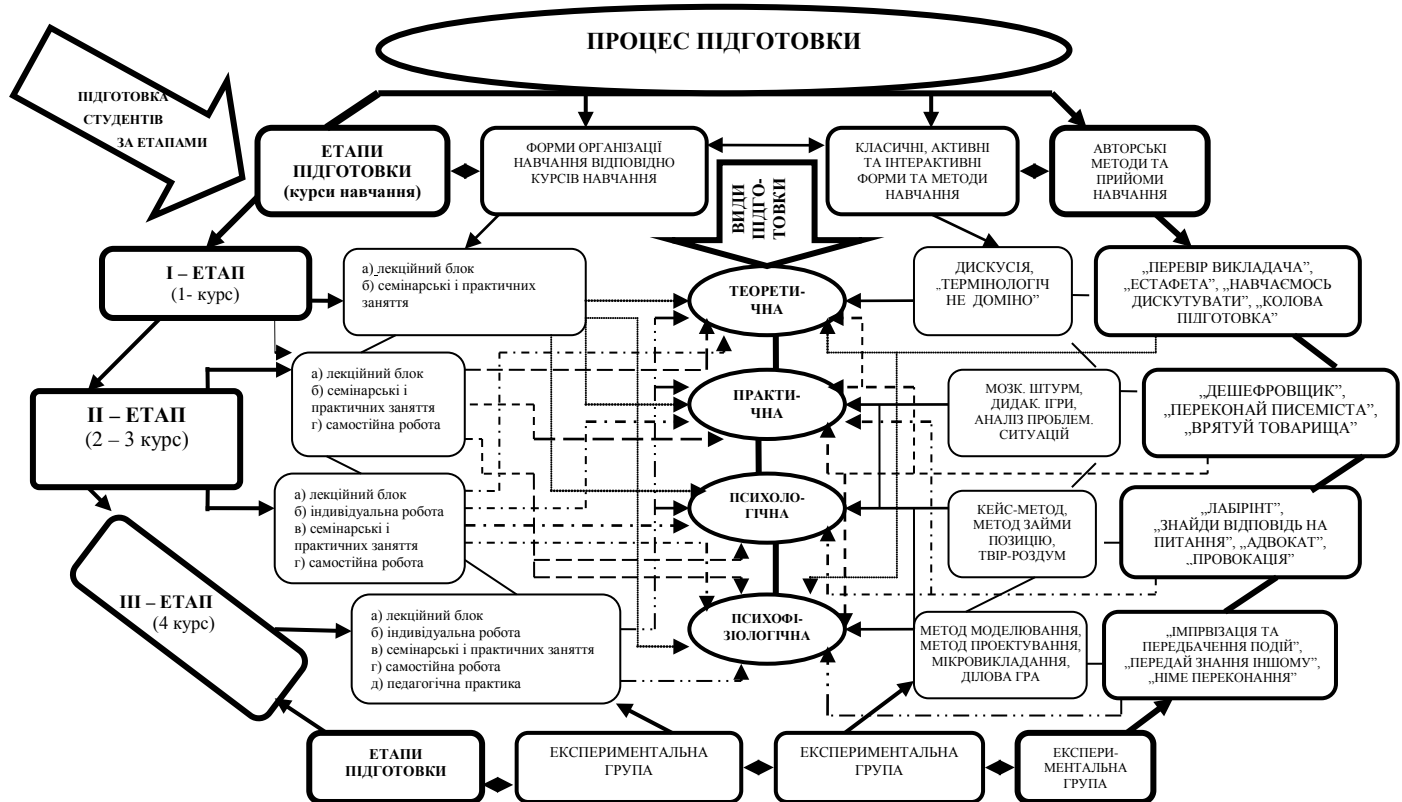 ПРОЦЕС ПІДГОТОВКИ
ПІДГОТОВКА
СТУДЕНТІВ
ЗА ЕТАПАМИ
ЕТАПИ
ПІДГОТОВКИ
(курси навчання)
ФОРМИ ОРГАНІЗАЦІЇ
НАВЧАННЯ ВІДПОВІДНО
КУРСІВ НАВЧАННЯ
ВИДИ
ПІДГО-
ТОВКИ
КЛАСИЧНІ, АКТИВНІ
ТА ІНТЕРАКТИВНІ
ФОРМИ ТА МЕТОДИ
НАВЧАННЯ
АВТОРСЬКІ
МЕТОДИ ТА
ПРИЙОМИ
НАВЧАННЯ
І – ЕТАП
(1- курс)
а) лекційний блок
б) семінарські і практичних
заняття
ТЕОРЕТИ-
ЧНА
ДИСКУСІЯ,
„ТЕРМІНОЛОГІЧ
НЕ ДОМІНО”
„ПЕРЕВІР ВИКЛАДАЧА”,
„ЕСТАФЕТА”, „НАВЧАЄМОСЬ
ДИСКУТУВАТИ”, „КОЛОВА
ПІДГОТОВКА”
ІІ – ЕТАП
(2 – 3 курс)
а) лекційний блок
б) семінарські і
практичних заняття
г) самостійна робота
ПРАКТИ-
ЧНА
МОЗК. ШТУРМ,
ДИДАК. ІГРИ,
АНАЛІЗ ПРОБЛЕМ.
СИТУАЦІЙ
„ДЕШЕФРОВЩИК”,
„ПЕРЕКОНАЙ ПИСЕМІСТА”,
„ВРЯТУЙ ТОВАРИЩА”
а) лекційний блок
б) індивідуальна робота
в) семінарські і
практичних заняття
г) самостійна робота
ПСИХОЛО-
ГІЧНА
КЕЙС-МЕТОД,
МЕТОД ЗАЙМИ
ПОЗИЦІЮ,
ТВІР-РОЗДУМ
„ЛАБІРІНТ”,
„ЗНАЙДИ ВІДПОВІДЬ НА
ПИТАННЯ”, „АДВОКАТ”,
„ПРОВОКАЦІЯ”
ІІІ – ЕТАП
(4 курс)
а) лекційний блок
б) індивідуальна робота
в) семінарські і практичних заняття
г) самостійна робота
д) педагогічна практика
ПСИХОФІ-
ЗІОЛОГІЧНА
МЕТОД МОДЕЛЮВАННЯ,
МЕТОД ПРОЕКТУВАННЯ,
МІКРОВИКЛАДАННЯ,
ДІЛОВА ГРА
„ІМПРВІЗАЦІЯ ТА
ПЕРЕДБАЧЕННЯ ПОДІЙ”,
„ПЕРЕДАЙ ЗНАННЯ ІНШОМУ”,
„НІМЕ ПЕРЕКОНАННЯ”
ЕТАПИ
ПІДГОТОВКИ
ЕКСПЕРИМЕНТАЛЬНА
ГРУПА
ЕКСПЕРИМЕНТАЛЬНА
ГРУПА
ЕКСПЕРИ-
МЕНТАЛЬНА
ГРУПА